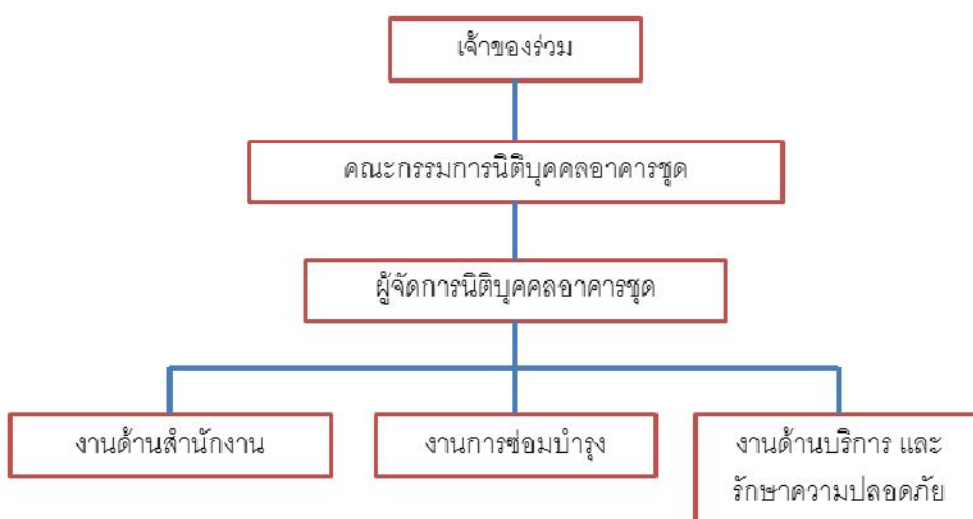 เจ้าของร่วม
คณะกรรมการนิติบุคคลอาคารชุด
ผู้จัดการนิติบุคคลอาคารชุด
งานด้านสำนักงาน
งานการซ่อมบำรุง
งานด้านบริการ และ
รักษาความปลอดภัย